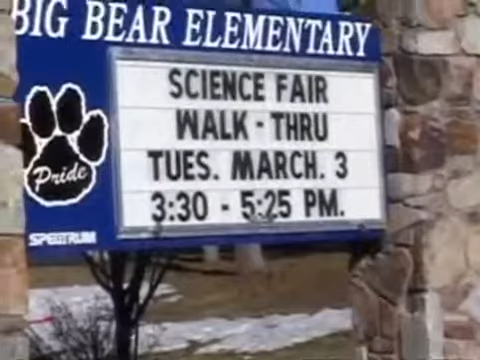 BIG BEAR ELEMENTARY
SCIENCE FAIR
WALK - THRU
TUES. MARCH. 3
3:30 - 5:25 PM.
Pride
SPECTRUM